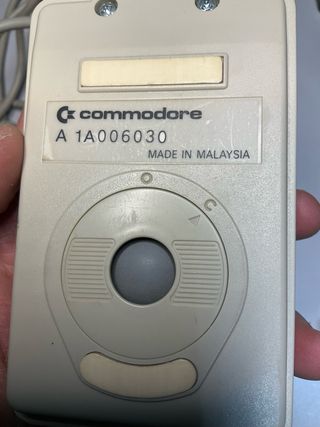 commodore
A 1A006030
MADE IN MALAYSIA
O
C